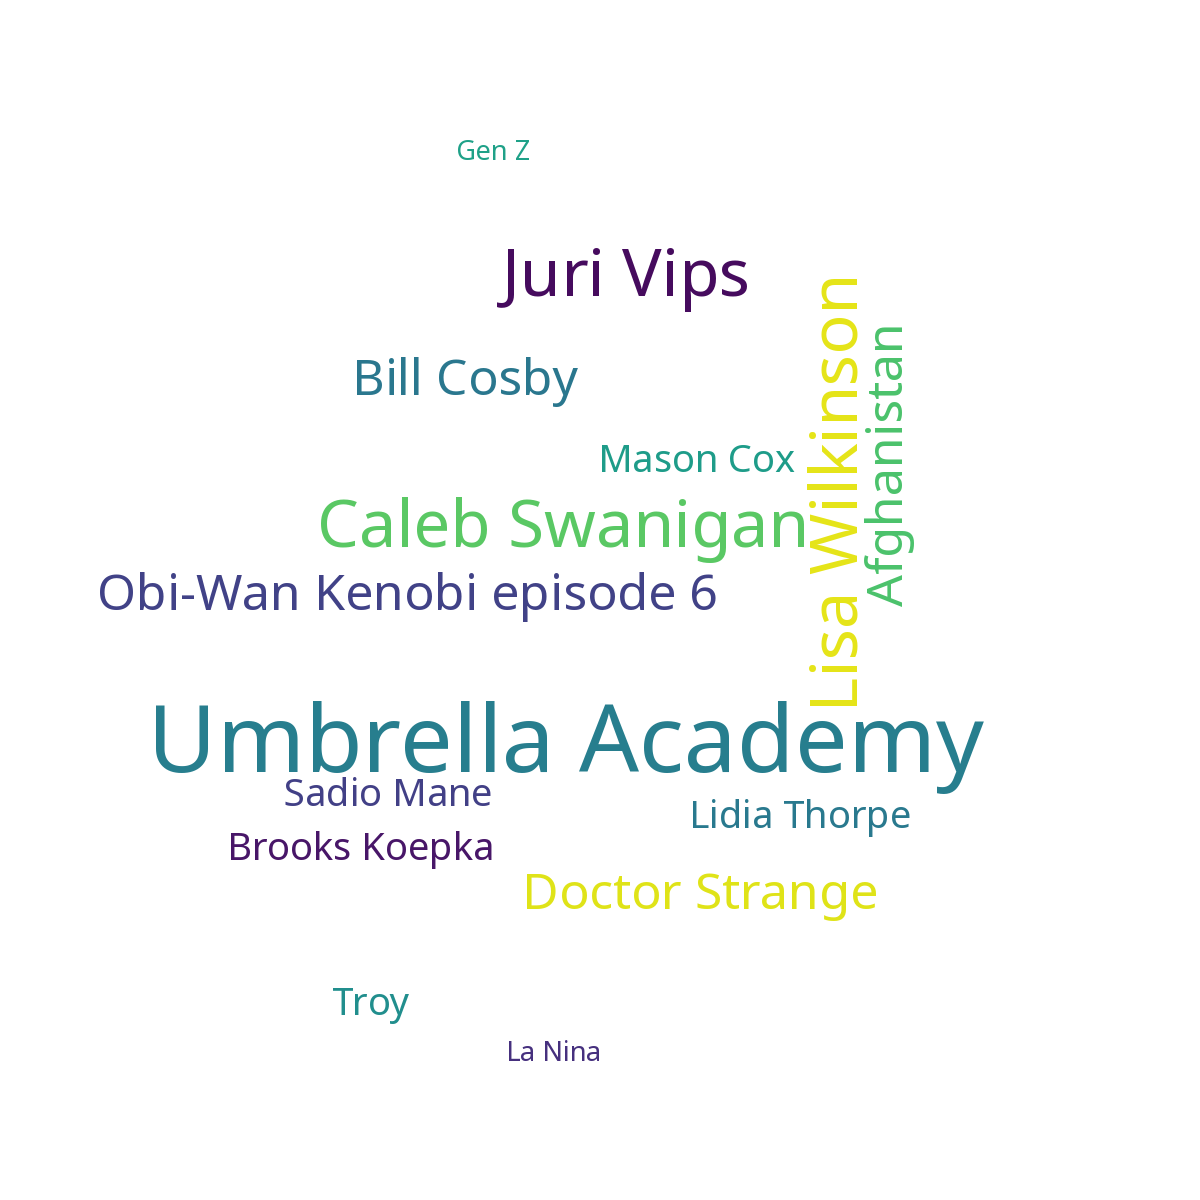 Gen Z
Juri Vips
Bill Cosby
Lisa Wilkinson
Afghanistan
Mason Cox
Caleb Swanigan
Obi-Wan Kenobi episode 6
Umbrella Academy
Sadio Mane
Lidia Thorpe
Brooks Koepka
Doctor Strange
Troy
La Nina